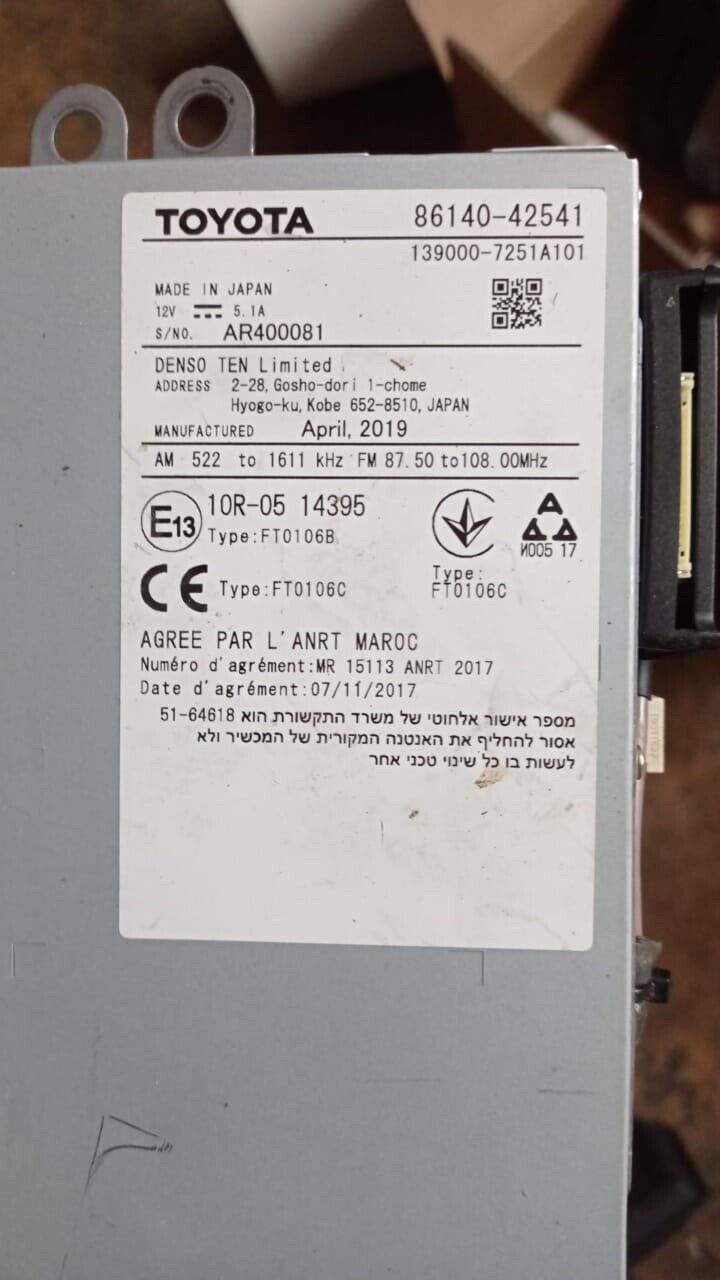 TOYOTA 86140-42541
139000-7251A101
MADE IN JAPAN
12V 5.1A
S/NO. AR400081
DENSO TEN Limited
ADDRESS 2-28, Gosho-dori 1-chome
Hyogo-ku, Kobe 652-8510, JAPAN
MANUFACTURED April, 2019
AM 522 to 1611 kHz FM 87.50 to108.00MHz
E13 10R-05 14395
Type:FT0106B
CE Type:FT0106C
Type:
FT0106C
И005 17
AGREE PAR L'ANRT MAROC
Numéro d'agrément:MR 15113 ANRT 2017
Date d'agrément:07/11/2017
מספר אישור אלחוטי של משרד התקשורת הוא 51-64618
אסור להחליף את האנטנה המקורית של המכשיר ולא
לעשות בו כל שינוי טכני אחר